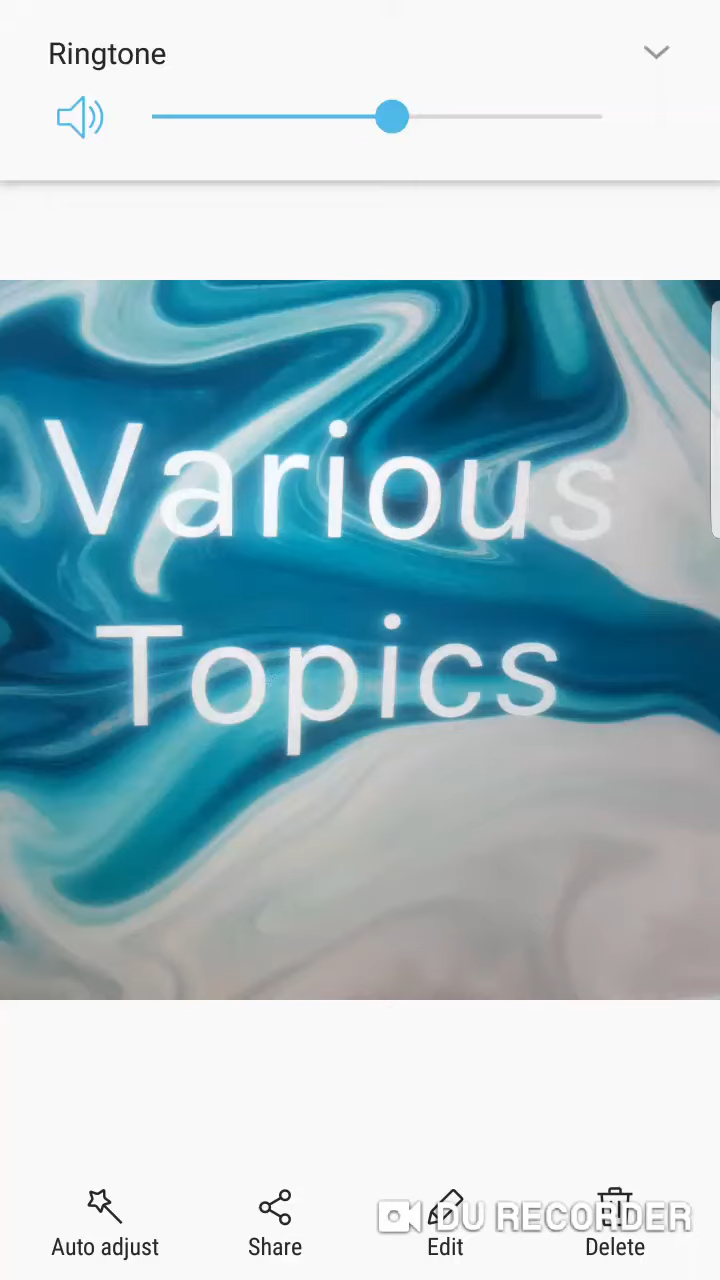 Ringtone
Various
Topics
Auto adjust
Share
Edit
Delete
DU RECORDER